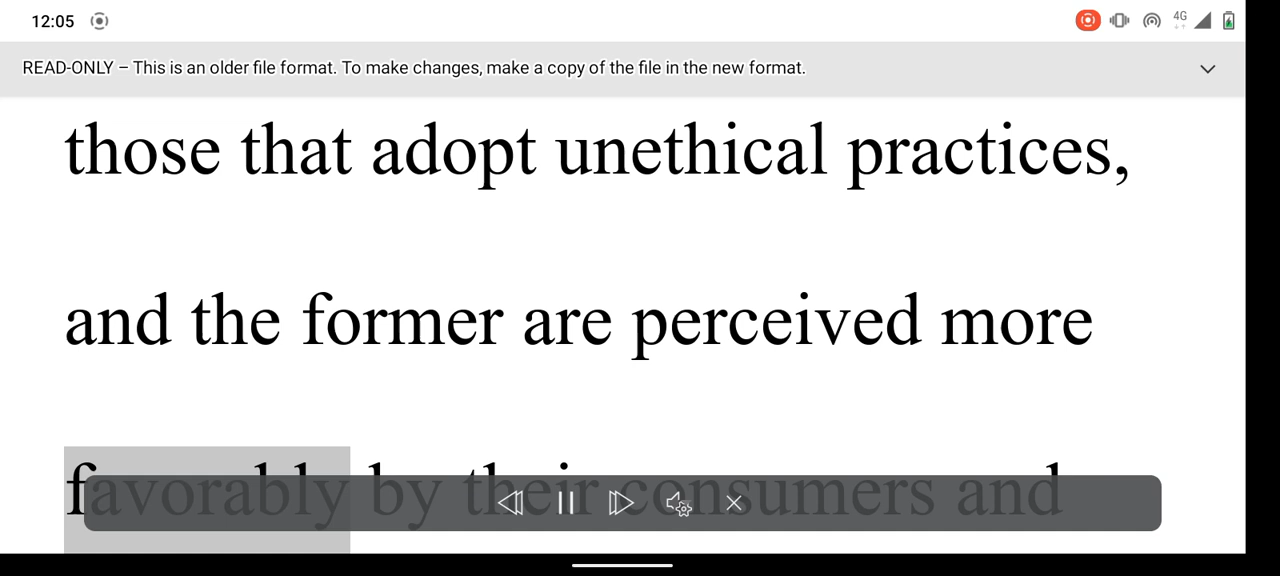 12:05
4G
READ-ONLY – This is an older file format. To make changes, make a copy of the file in the new format.
those that adopt unethical practices,
and the former are perceived more
favorably by their consumers and